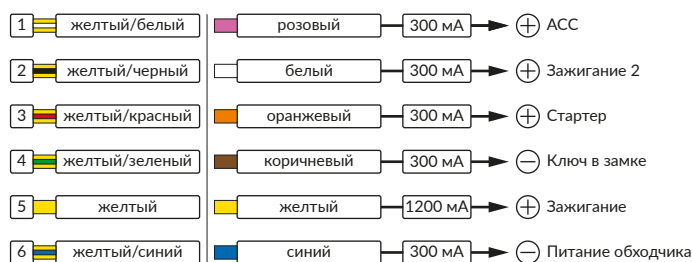 1 желтый/белый розовый 300 мА + ACC
2 желтый/черный белый 300 мА + Зажигание 2
3 желтый/красный оранжевый 300 мА + Стартер
4 желтый/зеленый коричневый 300 мА − Ключ в замке
5 желтый желтый 1200 мА + Зажигание
6 желтый/синий синий 300 мА − Питание обходчика